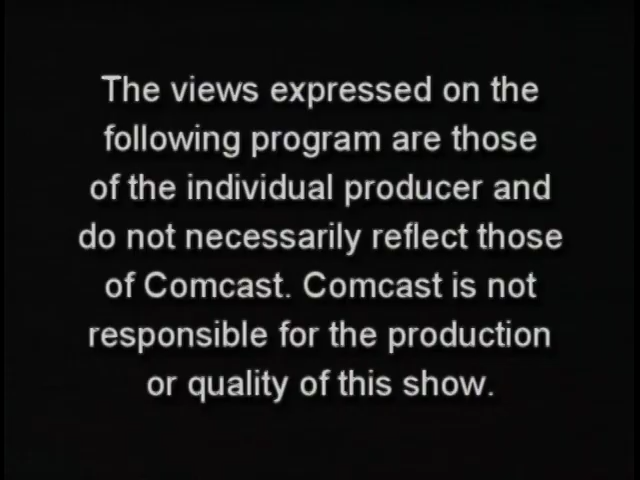 The views expressed on the
following program are those
of the individual producer and
do not necessarily reflect those
of Comcast. Comcast is not
responsible for the production
or quality of this show.